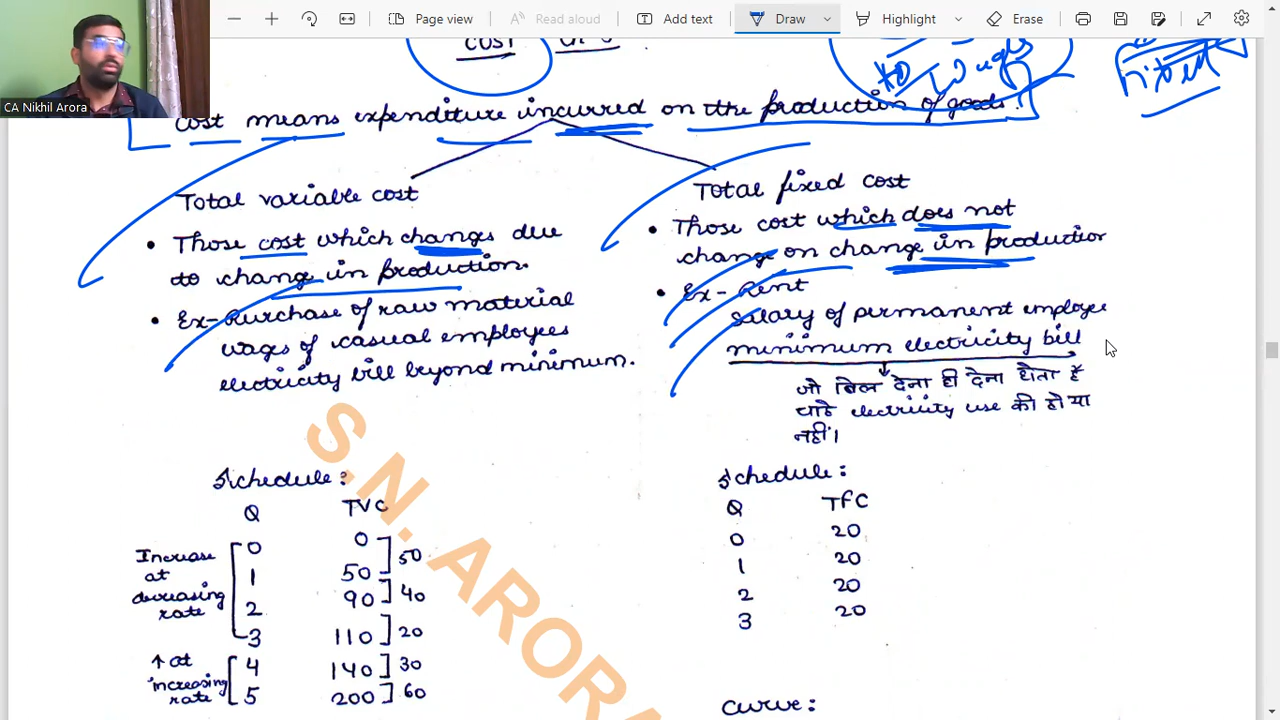 Page view
Read aloud
Add text
Draw
Highlight
Erase
CA Nikhil Arora
cost
mixed
cost means expenditure incurred on the production of goods.
Total variable cost
• Those cost which changes due
to change in production.
• Ex- Purchase of raw material
wages of casual employees
electricity bill beyond minimum.
Total fixed cost
• Those cost which does not
change on change in production
• Ex- Rent
salary of permanent employee
minimum electricity bill
जो बिल देना ही देना होता है
चाहे electricity use की हो या
नहीं।
Schedule:
Q TVC
0 0
1 50
2 90
3 110
4 140
5 200
50
40
20
30
60
Increase
at
decreasing
rate
↑ at
increasing
rate
Schedule:
Q TFC
0 20
1 20
2 20
3 20
curve:
S.N. ARORA